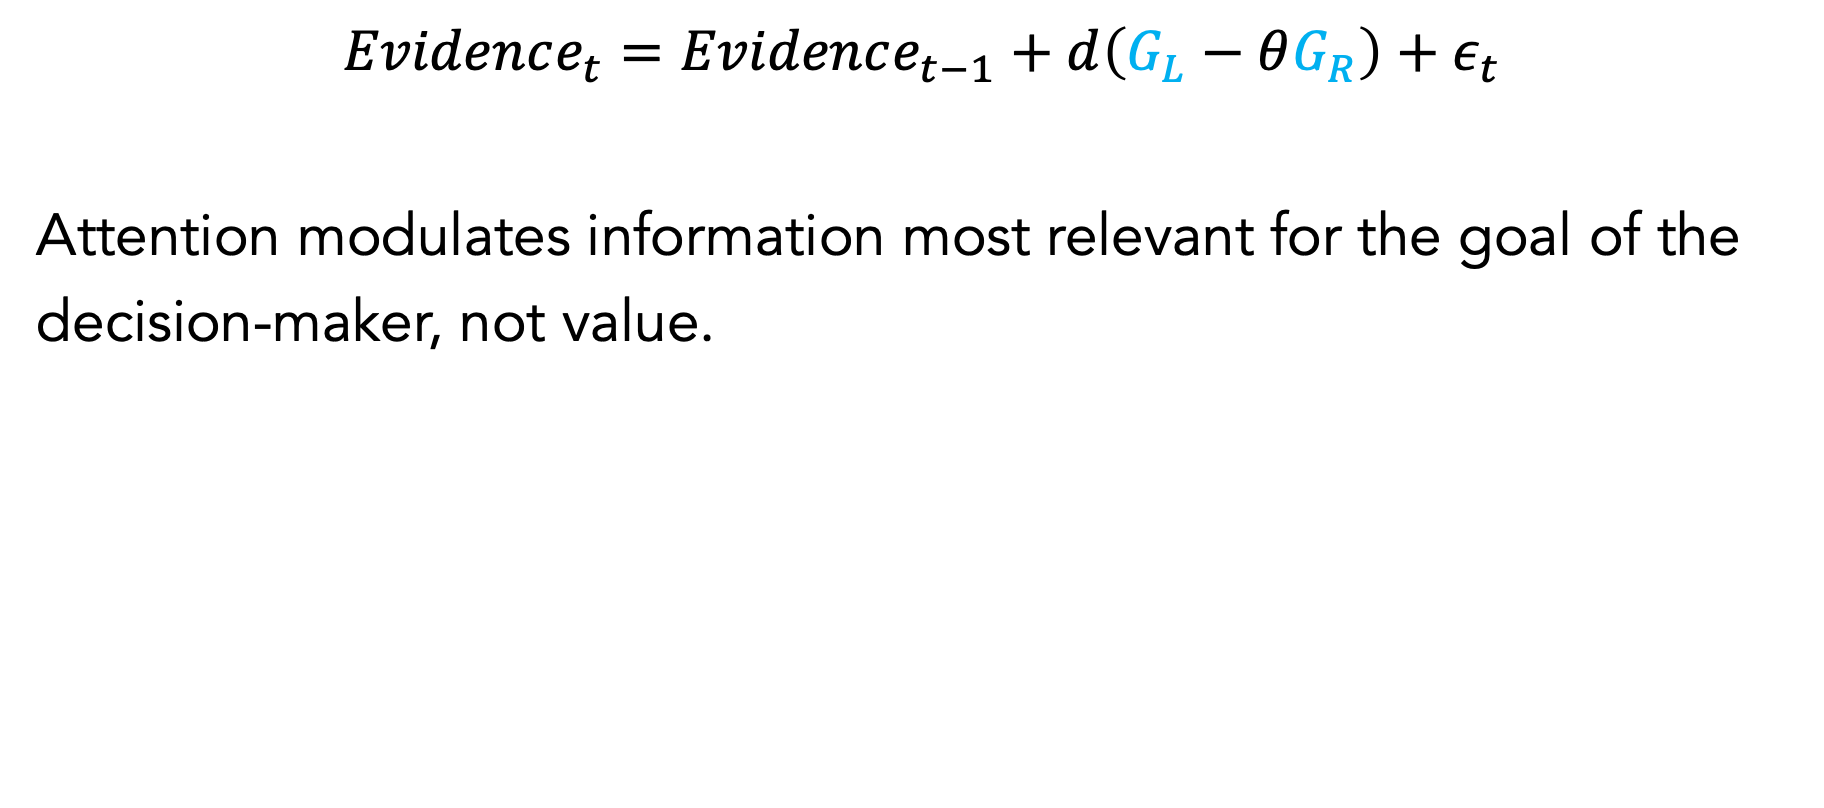 Evidence_t = Evidence_{t−1} + d(G_L − θG_R) + ϵ_t
Attention modulates information most relevant for the goal of the
decision-maker, not value.